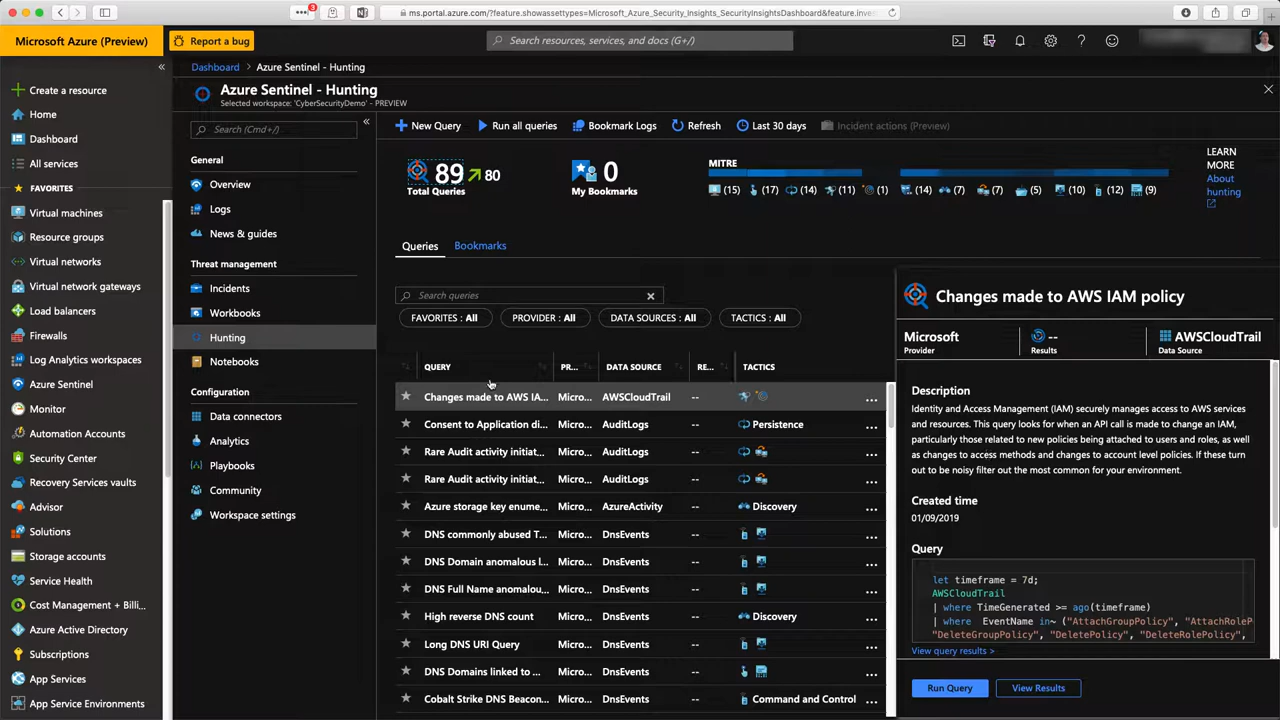 ms.portal.azure.com/?feature.showassettypes=Microsoft_Azure_Security_Insights_SecurityInsightsDashboard&feature.inves
3
Microsoft Azure (Preview)
Report a bug
Search resources, services, and docs (G+/)
Create a resource
Home
Dashboard
All services
FAVORITES
Virtual machines
Resource groups
Virtual networks
Virtual network gateways
Load balancers
Firewalls
Log Analytics workspaces
Azure Sentinel
Monitor
Automation Accounts
Security Center
Recovery Services vaults
Advisor
Solutions
Storage accounts
Service Health
Cost Management + Billi...
Azure Active Directory
Subscriptions
App Services
App Service Environments
Dashboard > Azure Sentinel - Hunting
Azure Sentinel - Hunting
Selected workspace: 'CyberSecurityDemo' - PREVIEW
Search (Cmd+/)
General
Overview
Logs
News & guides
Threat management
Incidents
Workbooks
Hunting
Notebooks
Configuration
Data connectors
Analytics
Playbooks
Community
Workspace settings
New Query
Run all queries
Bookmark Logs
Refresh
Last 30 days
Incident actions (Preview)
89
80
Total Queries
0
My Bookmarks
MITRE
(15) (17) (14) (11) (1) (14) (7) (7) (5) (10) (12) (9)
LEARN
MORE
About
hunting
Queries
Bookmarks
Search queries
FAVORITES : All
PROVIDER : All
DATA SOURCES : All
TACTICS : All
QUERY PR... DATA SOURCE RE... TACTICS
Changes made to AWS IA... Micro... AWSCloudTrail -- ...
Consent to Application di... Micro... AuditLogs -- Persistence ...
Rare Audit activity initiat... Micro... AuditLogs -- ...
Rare Audit activity initiat... Micro... AuditLogs -- ...
Azure storage key enume... Micro... AzureActivity -- Discovery ...
DNS commonly abused T... Micro... DnsEvents -- ...
DNS Domain anomalous l... Micro... DnsEvents -- ...
DNS Full Name anomalou... Micro... DnsEvents -- ...
High reverse DNS count Micro... DnsEvents -- Discovery ...
Long DNS URI Query Micro... DnsEvents -- ...
DNS Domains linked to ... Micro... DnsEvents -- ...
Cobalt Strike DNS Beacon... Micro... DnsEvents -- Command and Control ...
Changes made to AWS IAM policy
Microsoft
Provider
--
Results
AWSCloudTrail
Data Source
Description
Identity and Access Management (IAM) securely manages access to AWS services
and resources. This query looks for when an API call is made to change an IAM,
particularly those related to new policies being attached to users and roles, as well
as changes to access methods and changes to account level policies. If these turn
out to be noisy filter out the most common for your environment.
Created time
01/09/2019
Query
let timeframe = 7d;
AWSCloudTrail
| where TimeGenerated >= ago(timeframe)
| where EventName in~ ("AttachGroupPolicy", "AttachRoleP
"DeleteGroupPolicy", "DeletePolicy", "DeleteRolePolicy",
View query results >
Run Query
View Results